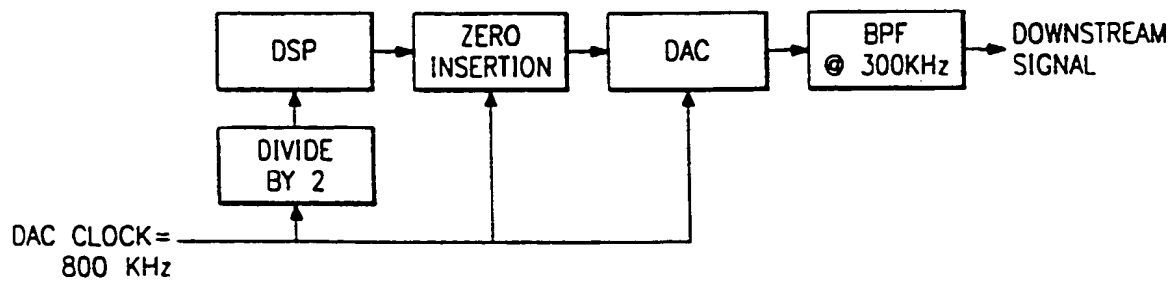 DSP
ZERO
INSERTION
DAC
BPF
@ 300KHz
DOWNSTREAM
SIGNAL
DIVIDE
BY 2
DAC CLOCK=
800 KHz